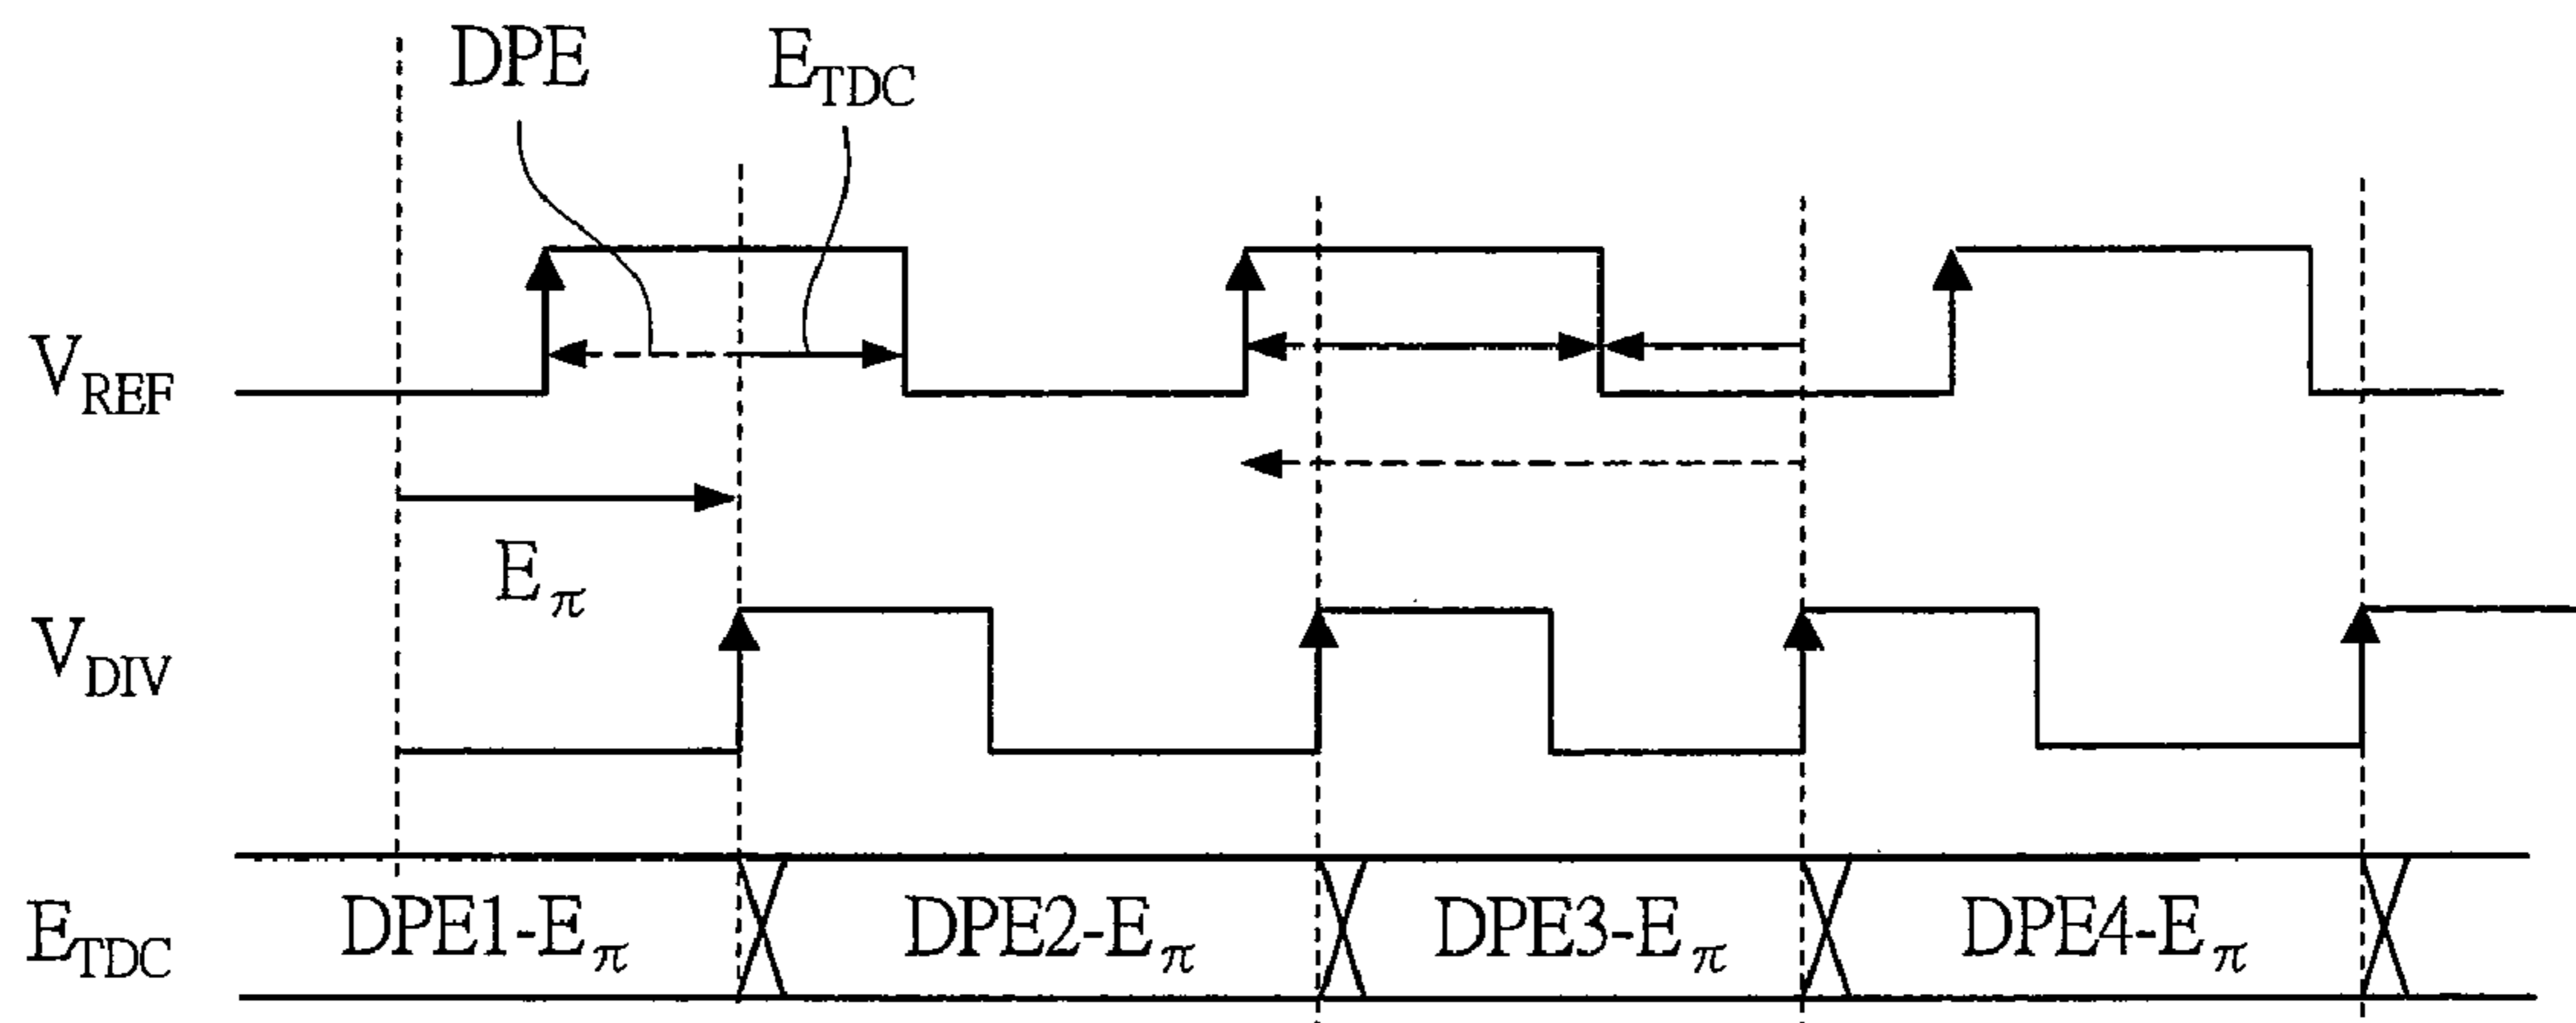 DPE E_TDC
V_REF
E_π
V_DIV
E_TDC DPE1-E_π DPE2-E_π DPE3-E_π DPE4-E_π